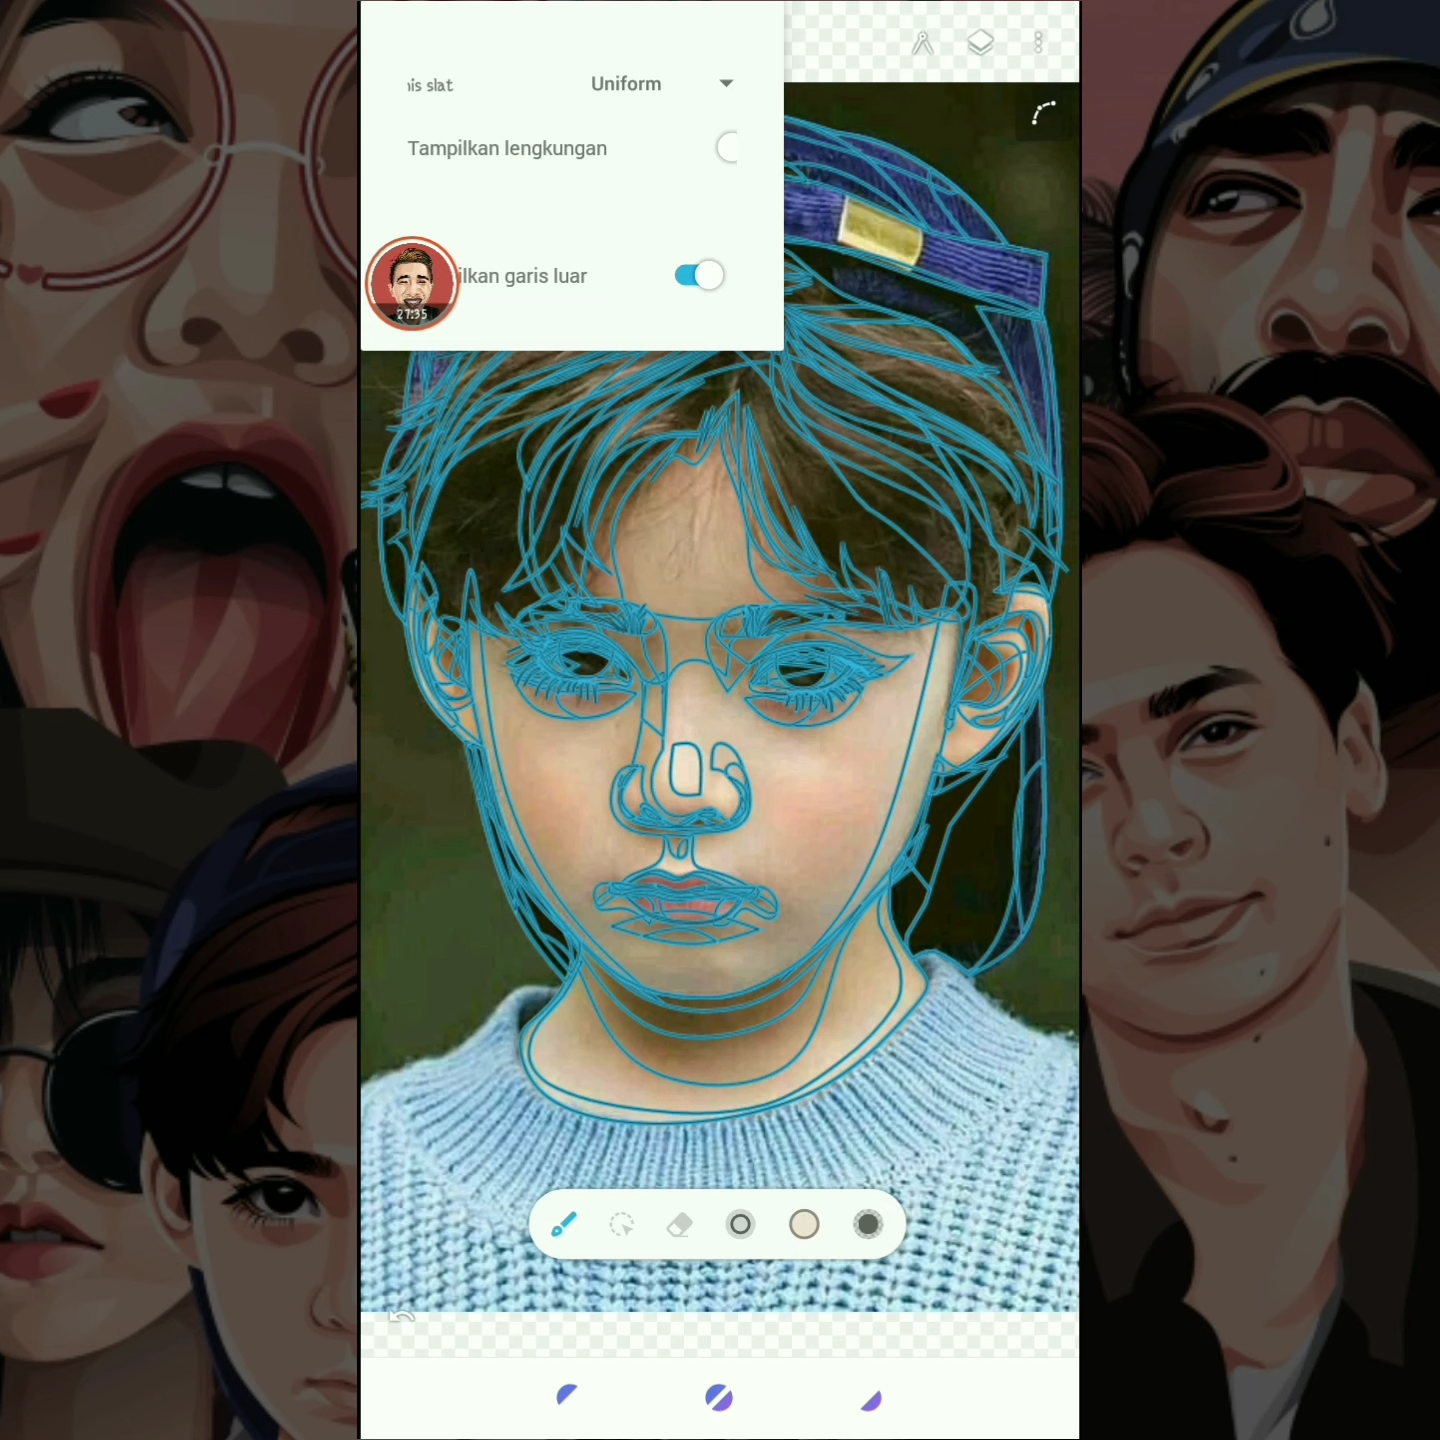 is slat
Uniform
Tampilkan lengkungan
ilkan garis luar
27:35